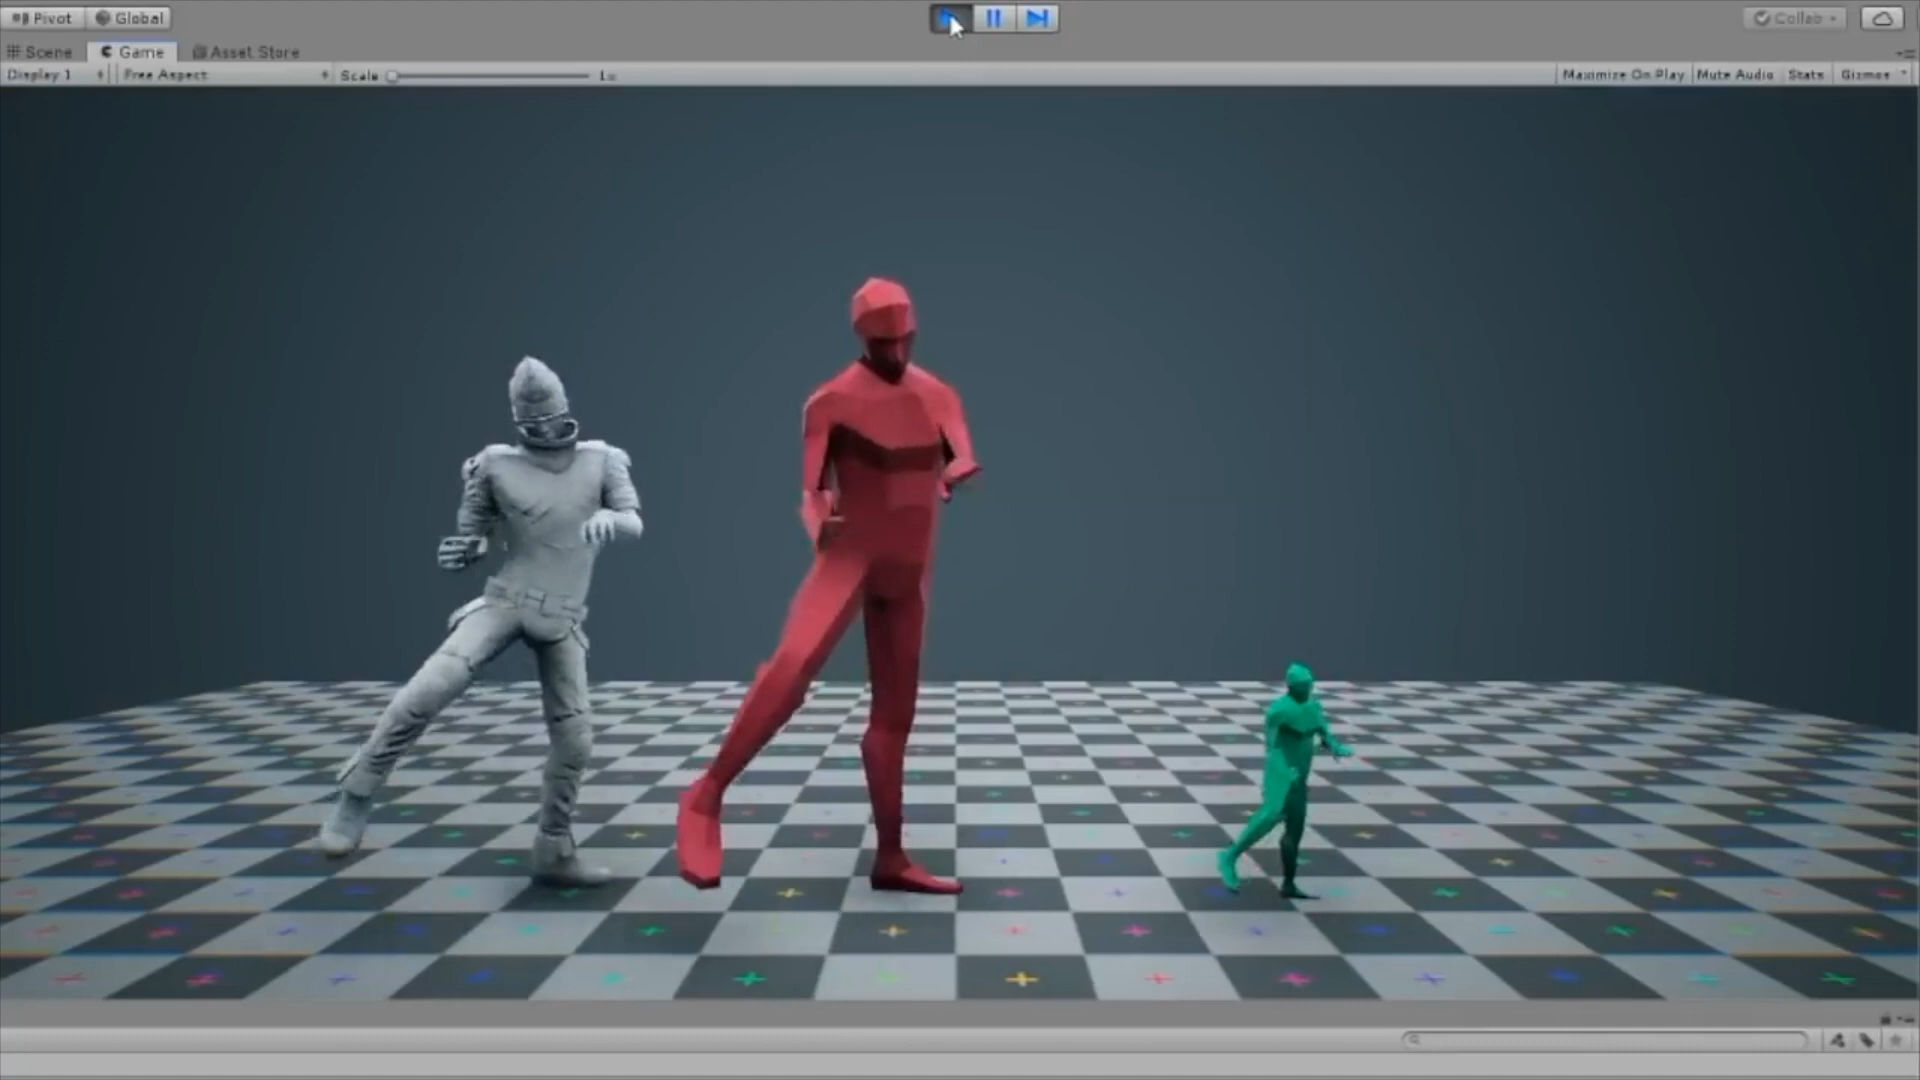 Pivot Global Collab
Scene Game Asset Store
Display 1 Free Aspect Scale 1x Maximize On Play Mute Audio Stats Gizmos